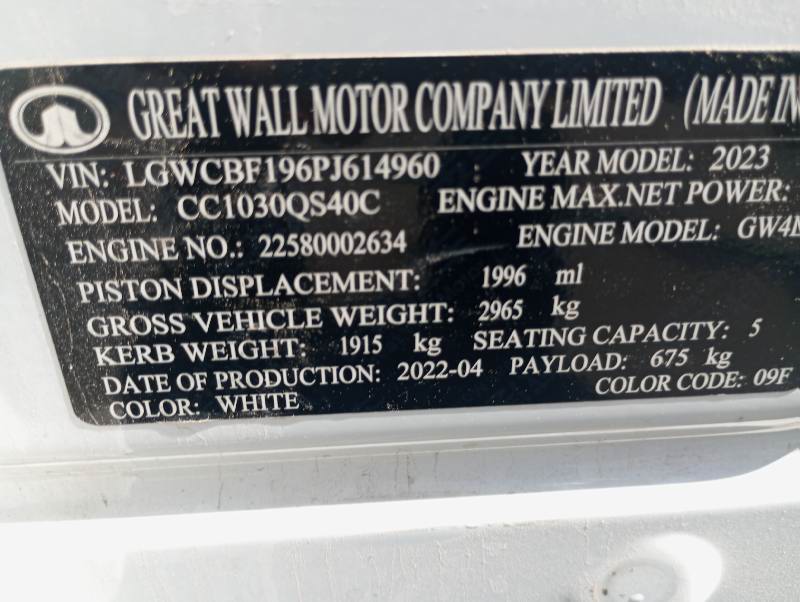 GREAT WALL MOTOR COMPANY LIMITED (MADE IN
VIN: LGWCBF196PJ614960 YEAR MODEL: 2023
MODEL: CC1030QS40C ENGINE MAX.NET POWER:
ENGINE NO.: 22580002634 ENGINE MODEL: GW4
PISTON DISPLACEMENT: 1996 ml
GROSS VEHICLE WEIGHT: 2965 kg
KERB WEIGHT: 1915 kg SEATING CAPACITY: 5
DATE OF PRODUCTION: 2022-04 PAYLOAD: 675 kg
COLOR: WHITE COLOR CODE: 09F